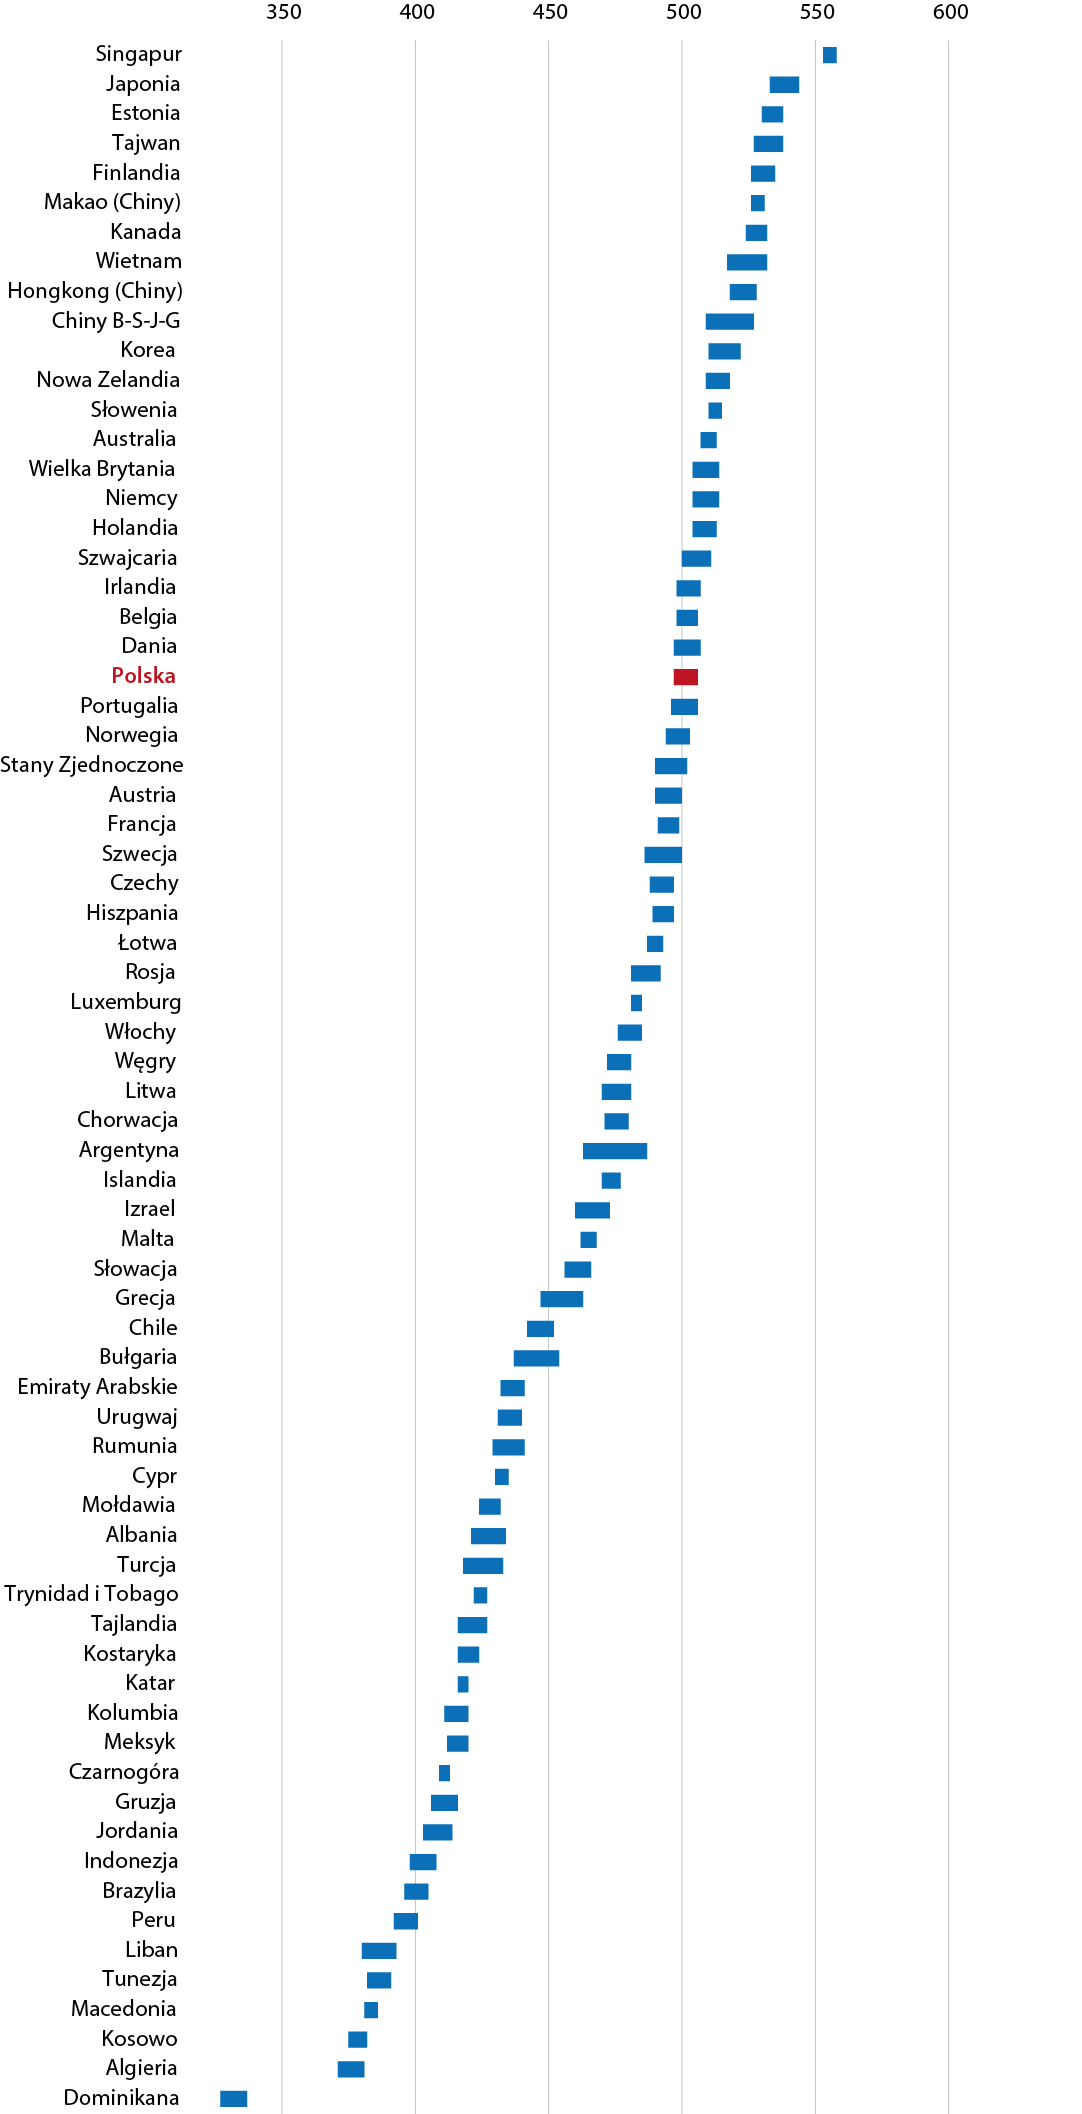 350 400 450 500 550 600
Singapur
Japonia
Estonia
Tajwan
Finlandia
Makao (Chiny)
Kanada
Wietnam
Hongkong (Chiny)
Chiny B-S-J-G
Korea
Nowa Zelandia
Słowenia
Australia
Wielka Brytania
Niemcy
Holandia
Szwajcaria
Irlandia
Belgia
Dania
Polska
Portugalia
Norwegia
Stany Zjednoczone
Austria
Francja
Szwecja
Czechy
Hiszpania
Łotwa
Rosja
Luxemburg
Włochy
Węgry
Litwa
Chorwacja
Argentyna
Islandia
Izrael
Malta
Słowacja
Grecja
Chile
Bułgaria
Emiraty Arabskie
Urugwaj
Rumunia
Cypr
Mołdawia
Albania
Turcja
Trynidad i Tobago
Tajlandia
Kostaryka
Katar
Kolumbia
Meksyk
Czarnogóra
Gruzja
Jordania
Indonezja
Brazylia
Peru
Liban
Tunezja
Macedonia
Kosowo
Algieria
Dominikana